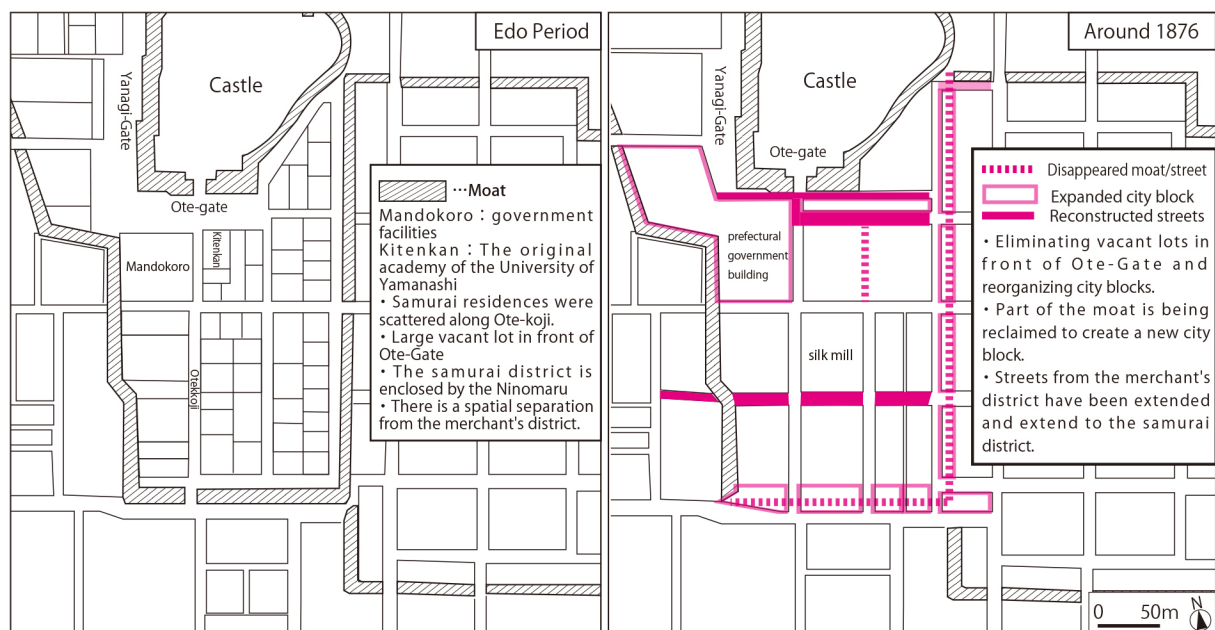 Edo Period
Castle
Yanagi-Gate
Ote-gate
Mandokoro
Kitenkan
Otekkoji
…Moat
Mandokoro：government
facilities
Kitenkan：The original
academy of the University of
Yamanashi
・Samurai residences were
scattered along Ote-koji.
・Large vacant lot in front of
Ote-Gate
・The samurai district is
enclosed by the Ninomaru
・There is a spatial separation
from the merchant's district.
Around 1876
Castle
Yanagi-Gate
Ote-gate
prefectural
government
building
silk mill
Disappeared moat/street
Expanded city block
Reconstructed streets
・Eliminating vacant lots in
front of Ote-Gate and
reorganizing city blocks.
・Part of the moat is being
reclaimed to create a new city
block.
・Streets from the merchant's
district have been extended
and extend to the samurai
district.
0 50m
N